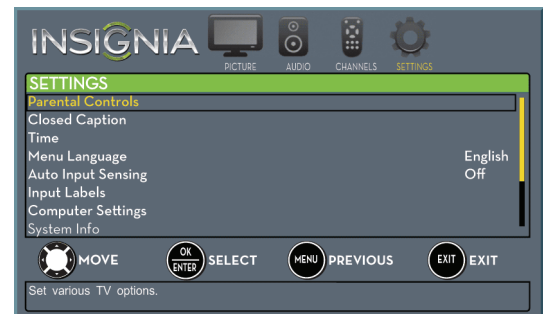 INSIGNIA
PICTURE AUDIO CHANNELS SETTINGS
SETTINGS
Parental Controls
Closed Caption
Time
Menu Language English
Auto Input Sensing Off
Input Labels
Computer Settings
System Info
MOVE OK ENTER SELECT MENU PREVIOUS EXIT EXIT
Set various TV options.